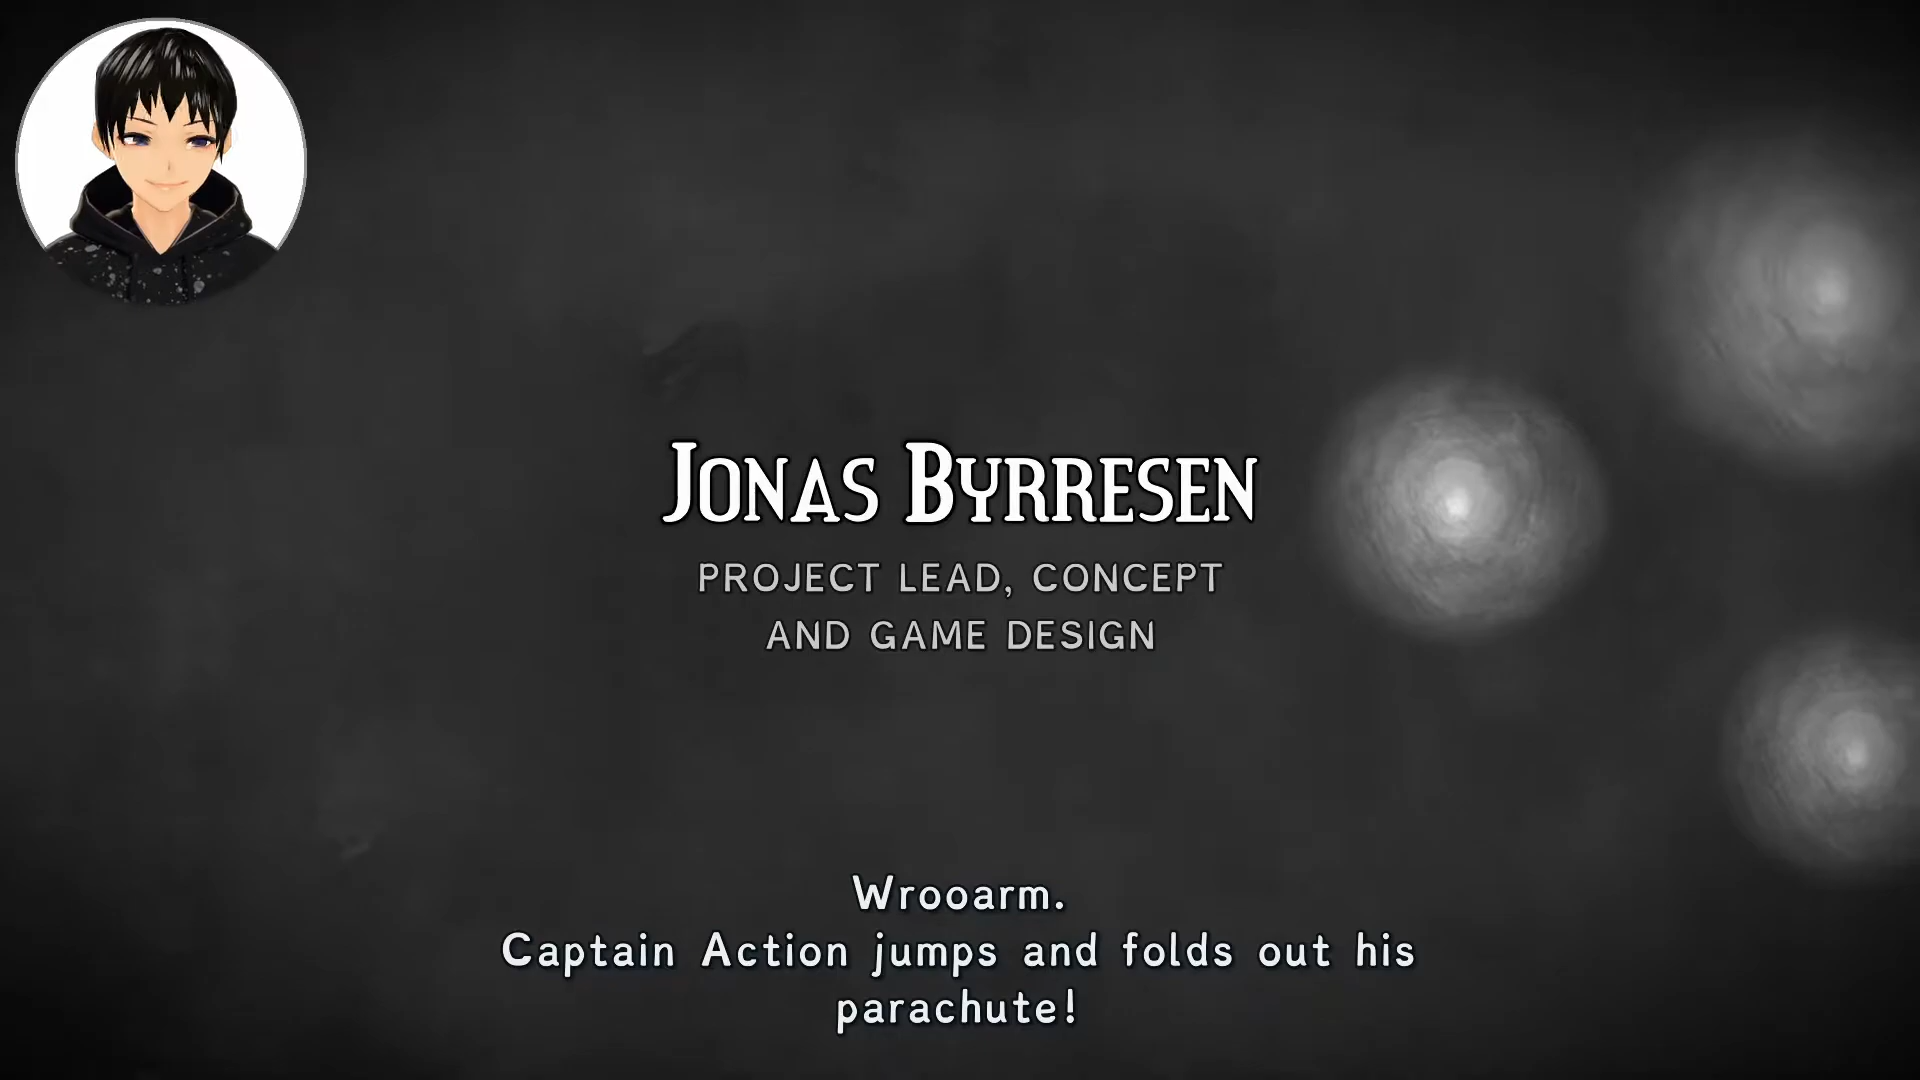 Jonas Byrresen
PROJECT LEAD, CONCEPT
AND GAME DESIGN
Wrooarm.
Captain Action jumps and folds out his
parachute!